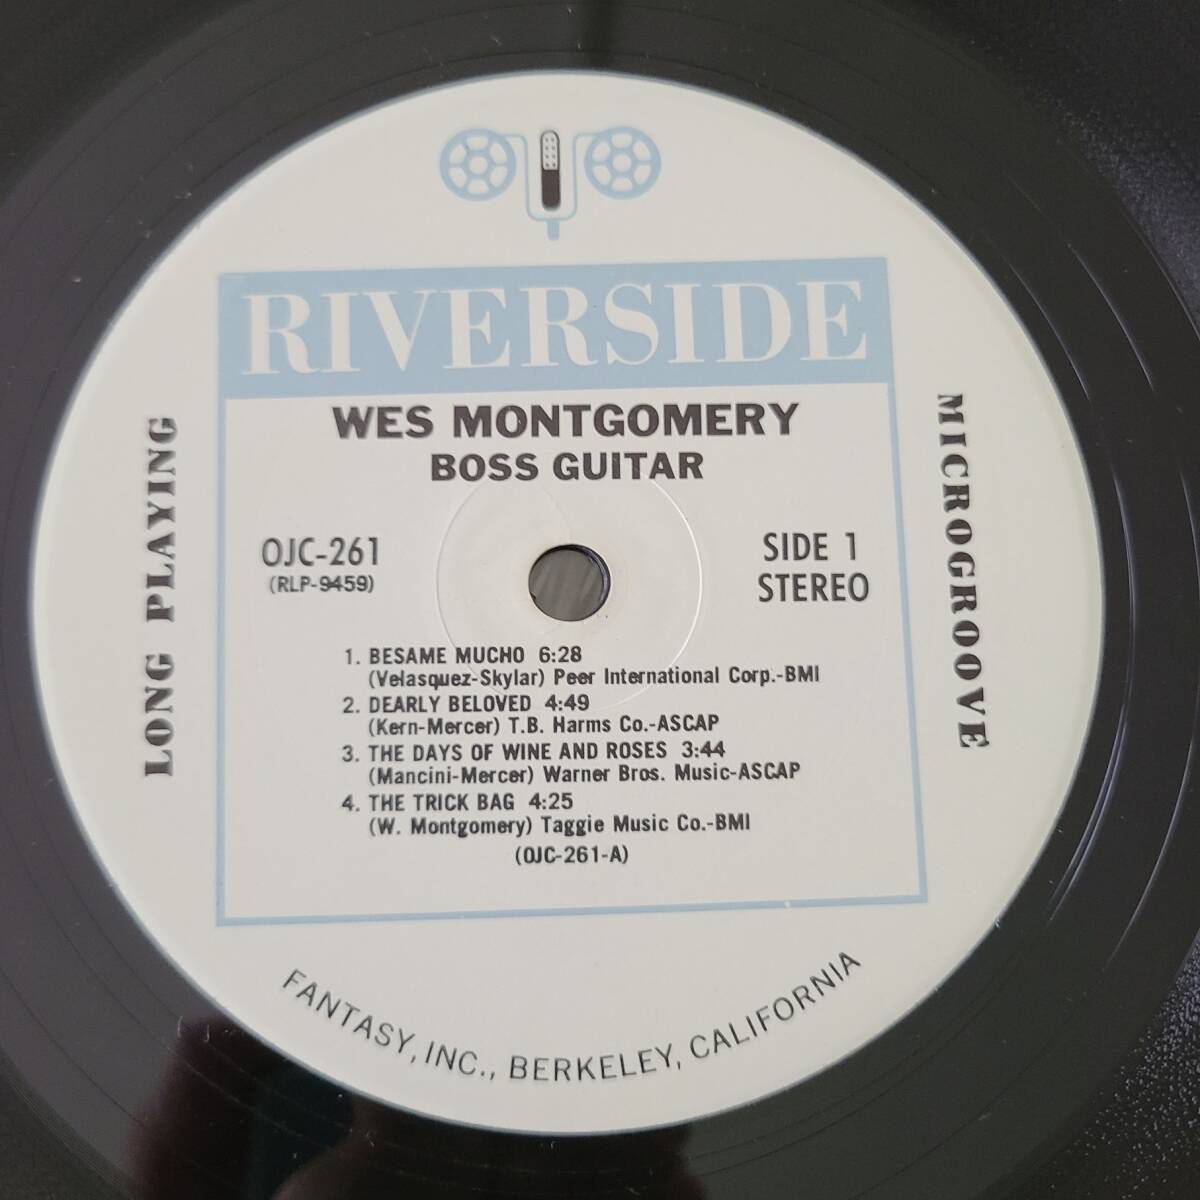 RIVERSIDE
WES MONTGOMERY
BOSS GUITAR
OJC-261
(RLP-9459)
SIDE 1
STEREO
LONG PLAYING
MICROGROOVE
1. BESAME MUCHO 6:28
(Velasquez-Skylar) Peer International Corp.-BMI
2. DEARLY BELOVED 4:49
(Kern-Mercer) T.B. Harms Co.-ASCAP
3. THE DAYS OF WINE AND ROSES 3:44
(Mancini-Mercer) Warner Bros. Music-ASCAP
4. THE TRICK BAG 4:25
(W. Montgomery) Taggie Music Co.-BMI
(OJC-261-A)
FANTASY, INC., BERKELEY, CALIFORNIA